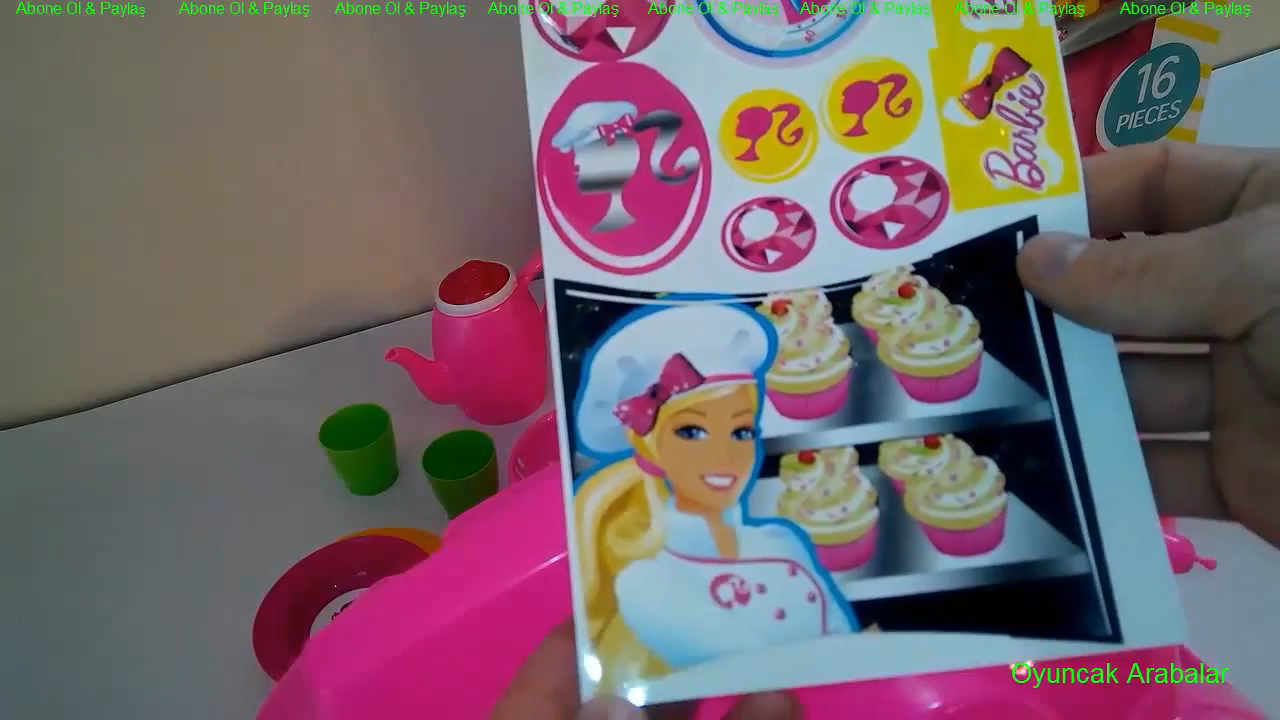 Abone Ol & Paylaş Abone Ol & Paylaş Abone Ol & Paylaş Abone Ol & Paylaş Abone Ol & Paylaş Abone Ol & Paylaş Abone Ol & Paylaş Abone Ol & Paylaş
16
PIECES
Barbie
Oyuncak Arabalar